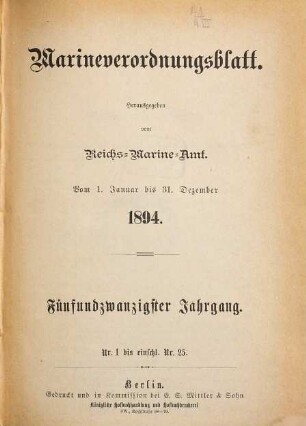 Marineverordnungsblatt.
Herausgegeben
vom
Reichs-Marine-Amt.
Vom 1. Januar bis 31. Dezember
1894.
Fünfundzwanzigster Jahrgang.
Nr. 1 bis einschl. Nr. 25.
Berlin.
Gedruckt und in Kommission bei E. S. Mittler & Sohn
Königliche Hofbuchhandlung und Hofbuchdruckerei